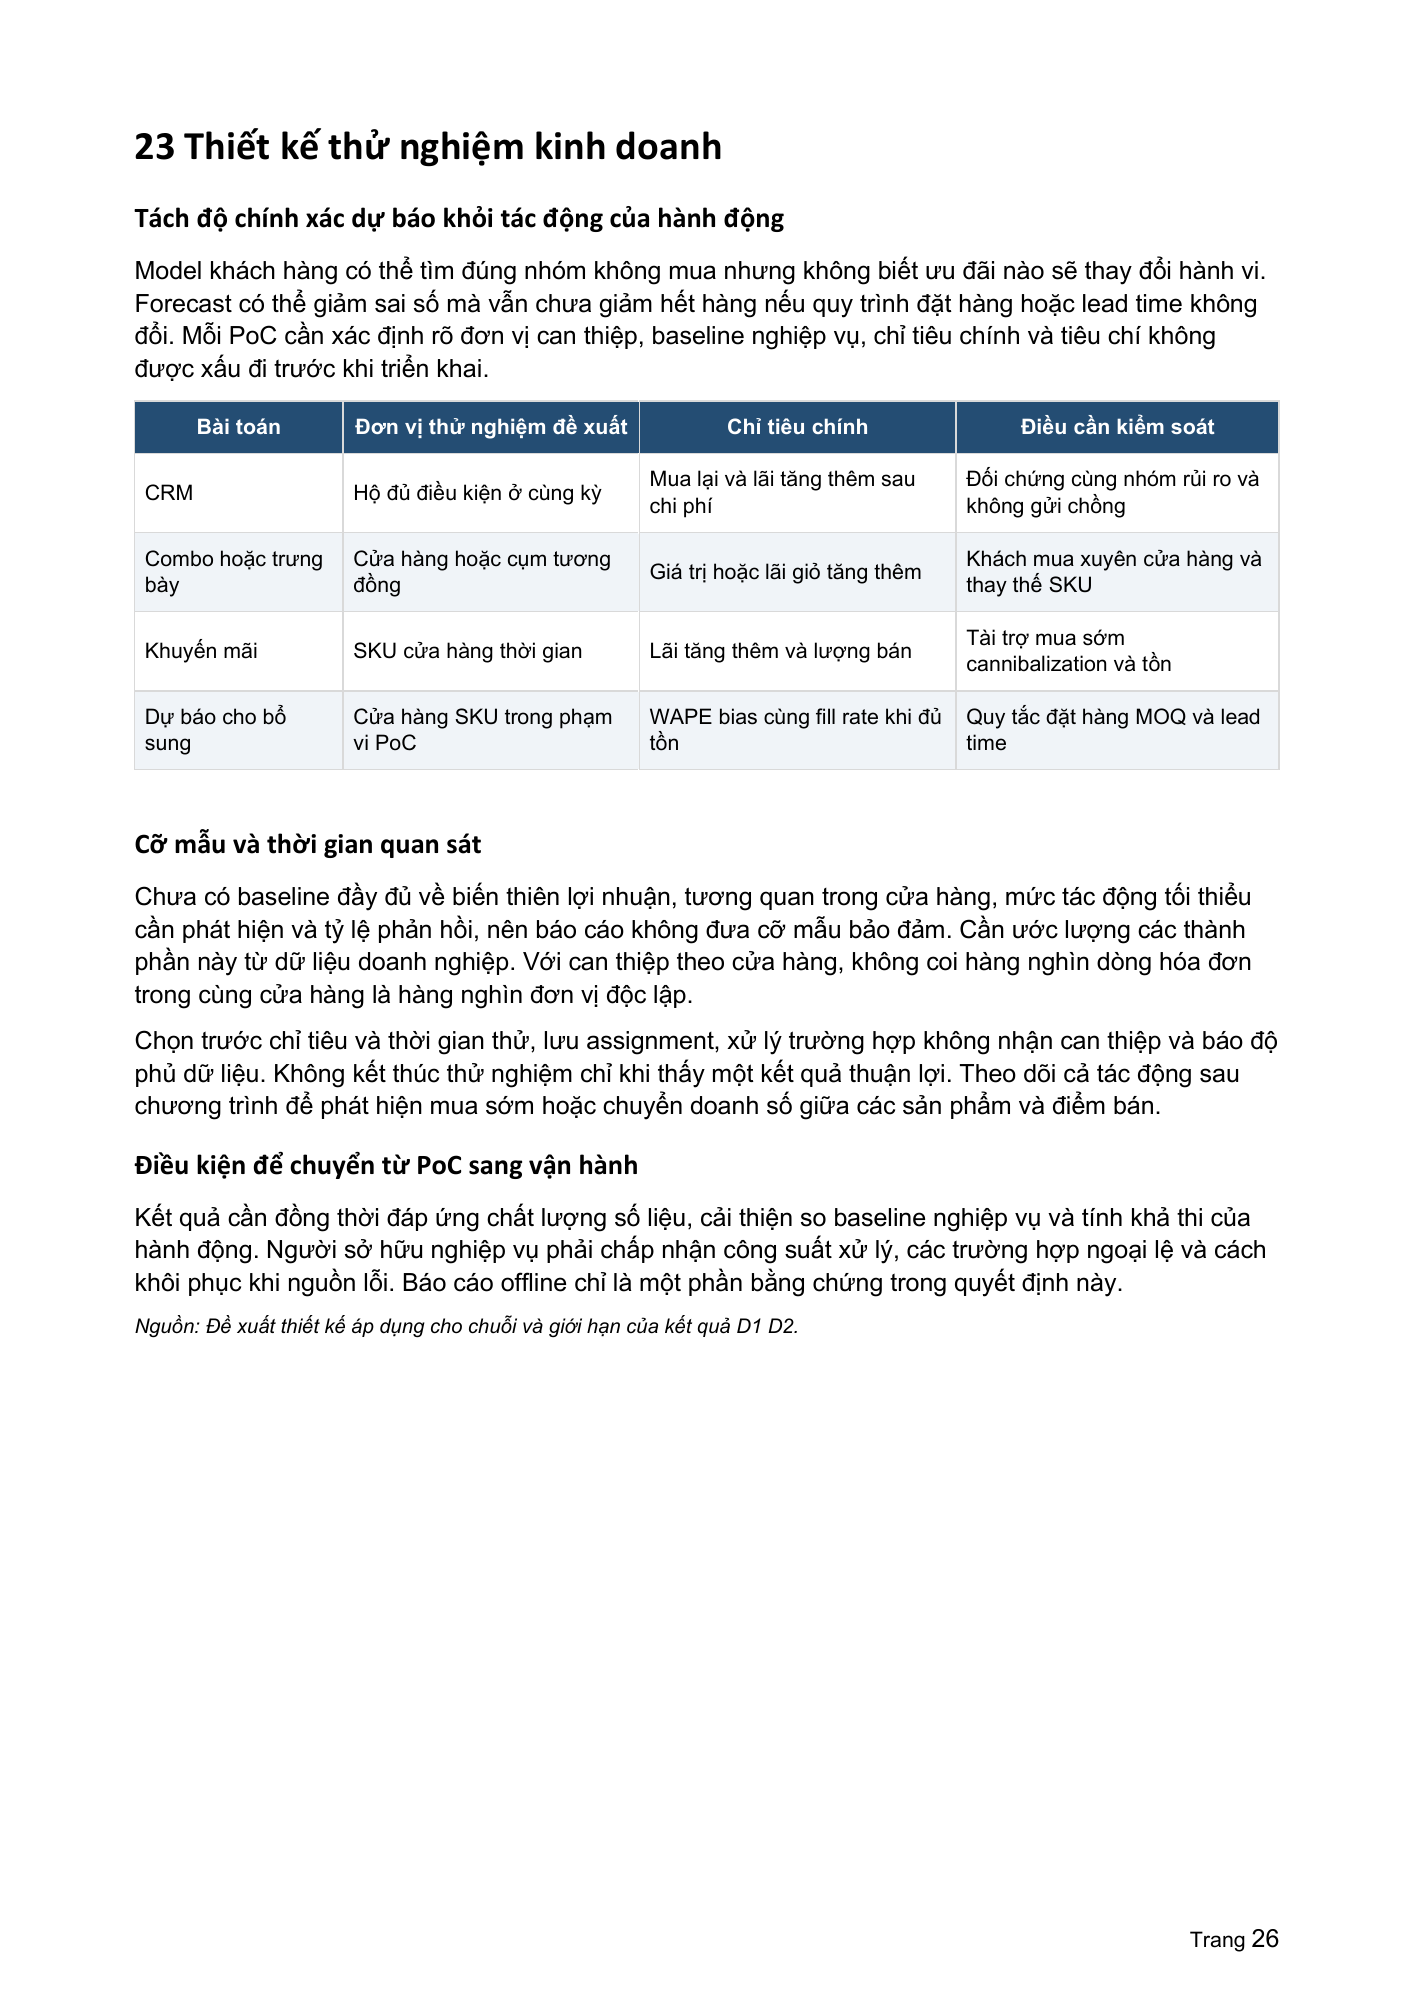 23 Thiết kế thử nghiệm kinh doanh
Tách độ chính xác dự báo khỏi tác động của hành động
Model khách hàng có thể tìm đúng nhóm không mua nhưng không biết ưu đãi nào sẽ thay đổi hành vi.
Forecast có thể giảm sai số mà vẫn chưa giảm hết hàng nếu quy trình đặt hàng hoặc lead time không
đổi. Mỗi PoC cần xác định rõ đơn vị can thiệp, baseline nghiệp vụ, chỉ tiêu chính và tiêu chí không
được xấu đi trước khi triển khai.
Bài toán
Đơn vị thử nghiệm đề xuất
Chỉ tiêu chính
Điều cần kiểm soát
CRM
Hộ đủ điều kiện ở cùng kỳ
Mua lại và lãi tăng thêm sau
chi phí
Đối chứng cùng nhóm rủi ro và
không gửi chồng
Combo hoặc trưng
bày
Cửa hàng hoặc cụm tương
đồng
Giá trị hoặc lãi giỏ tăng thêm
Khách mua xuyên cửa hàng và
thay thế SKU
Khuyến mãi
SKU cửa hàng thời gian
Lãi tăng thêm và lượng bán
Tài trợ mua sớm
cannibalization và tồn
Dự báo cho bổ
sung
Cửa hàng SKU trong phạm
vi PoC
WAPE bias cùng fill rate khi đủ
tồn
Quy tắc đặt hàng MOQ và lead
time
Cỡ mẫu và thời gian quan sát
Chưa có baseline đầy đủ về biến thiên lợi nhuận, tương quan trong cửa hàng, mức tác động tối thiểu
cần phát hiện và tỷ lệ phản hồi, nên báo cáo không đưa cỡ mẫu bảo đảm. Cần ước lượng các thành
phần này từ dữ liệu doanh nghiệp. Với can thiệp theo cửa hàng, không coi hàng nghìn dòng hóa đơn
trong cùng cửa hàng là hàng nghìn đơn vị độc lập.
Chọn trước chỉ tiêu và thời gian thử, lưu assignment, xử lý trường hợp không nhận can thiệp và báo độ
phủ dữ liệu. Không kết thúc thử nghiệm chỉ khi thấy một kết quả thuận lợi. Theo dõi cả tác động sau
chương trình để phát hiện mua sớm hoặc chuyển doanh số giữa các sản phẩm và điểm bán.
Điều kiện để chuyển từ PoC sang vận hành
Kết quả cần đồng thời đáp ứng chất lượng số liệu, cải thiện so baseline nghiệp vụ và tính khả thi của
hành động. Người sở hữu nghiệp vụ phải chấp nhận công suất xử lý, các trường hợp ngoại lệ và cách
khôi phục khi nguồn lỗi. Báo cáo offline chỉ là một phần bằng chứng trong quyết định này.
Nguồn: Đề xuất thiết kế áp dụng cho chuỗi và giới hạn của kết quả D1 D2.
Trang 26